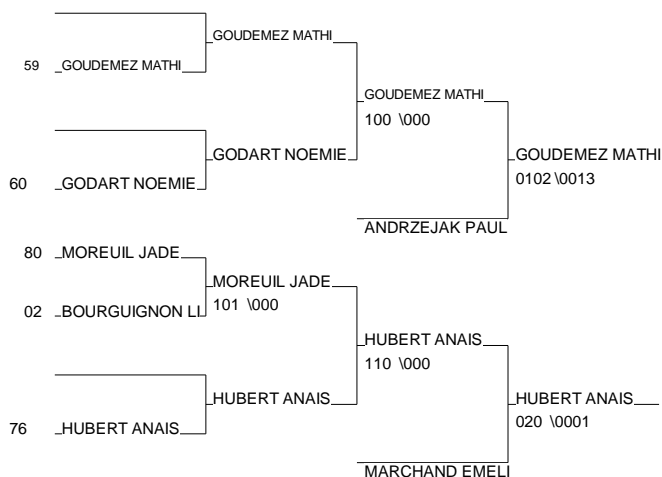 GOUDEMEZ MATHI
59 GOUDEMEZ MATHI
GOUDEMEZ MATHI
100 \000
GODART NOEMIE
GOUDEMEZ MATHI
0102 \0013
60 GODART NOEMIE
ANDRZEJAK PAUL
80 MOREUIL JADE
MOREUIL JADE
101 \000
02 BOURGUIGNON LI
HUBERT ANAIS
110 \000
HUBERT ANAIS
HUBERT ANAIS
020 \0001
76 HUBERT ANAIS
MARCHAND EMELI